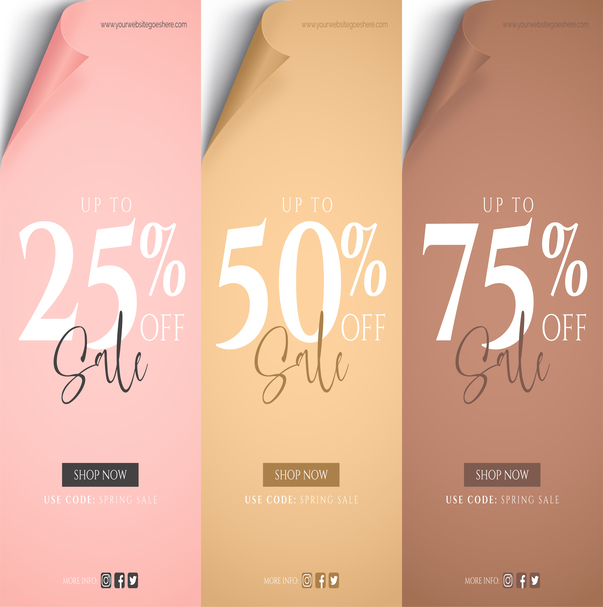 www.yourwebsitegoeshere.com
UP TO
25%
OFF
Sale
SHOP NOW
USE CODE: SPRING SALE
MORE INFO:
www.yourwebsitegoeshere.com
UP TO
50%
OFF
Sale
SHOP NOW
USE CODE: SPRING SALE
MORE INFO:
www.yourwebsitegoeshere.com
UP TO
75%
OFF
Sale
SHOP NOW
USE CODE: SPRING SALE
MORE INFO: